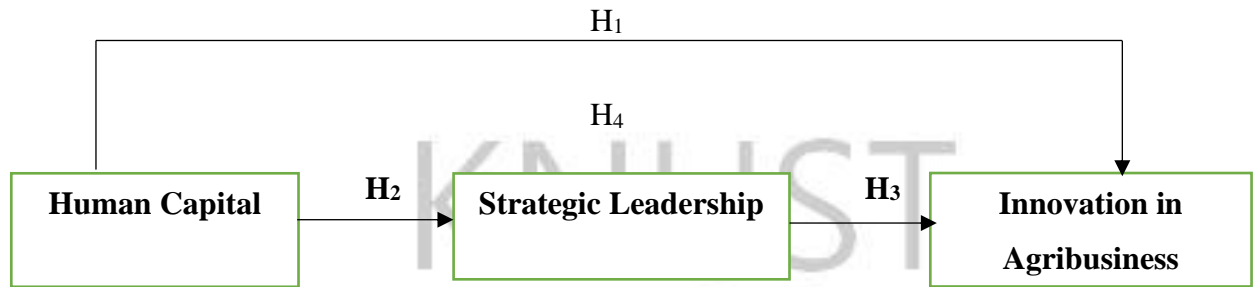 H₁
H₄
KNUST
Human Capital
H₂
Strategic Leadership
H₃
Innovation in
Agribusiness